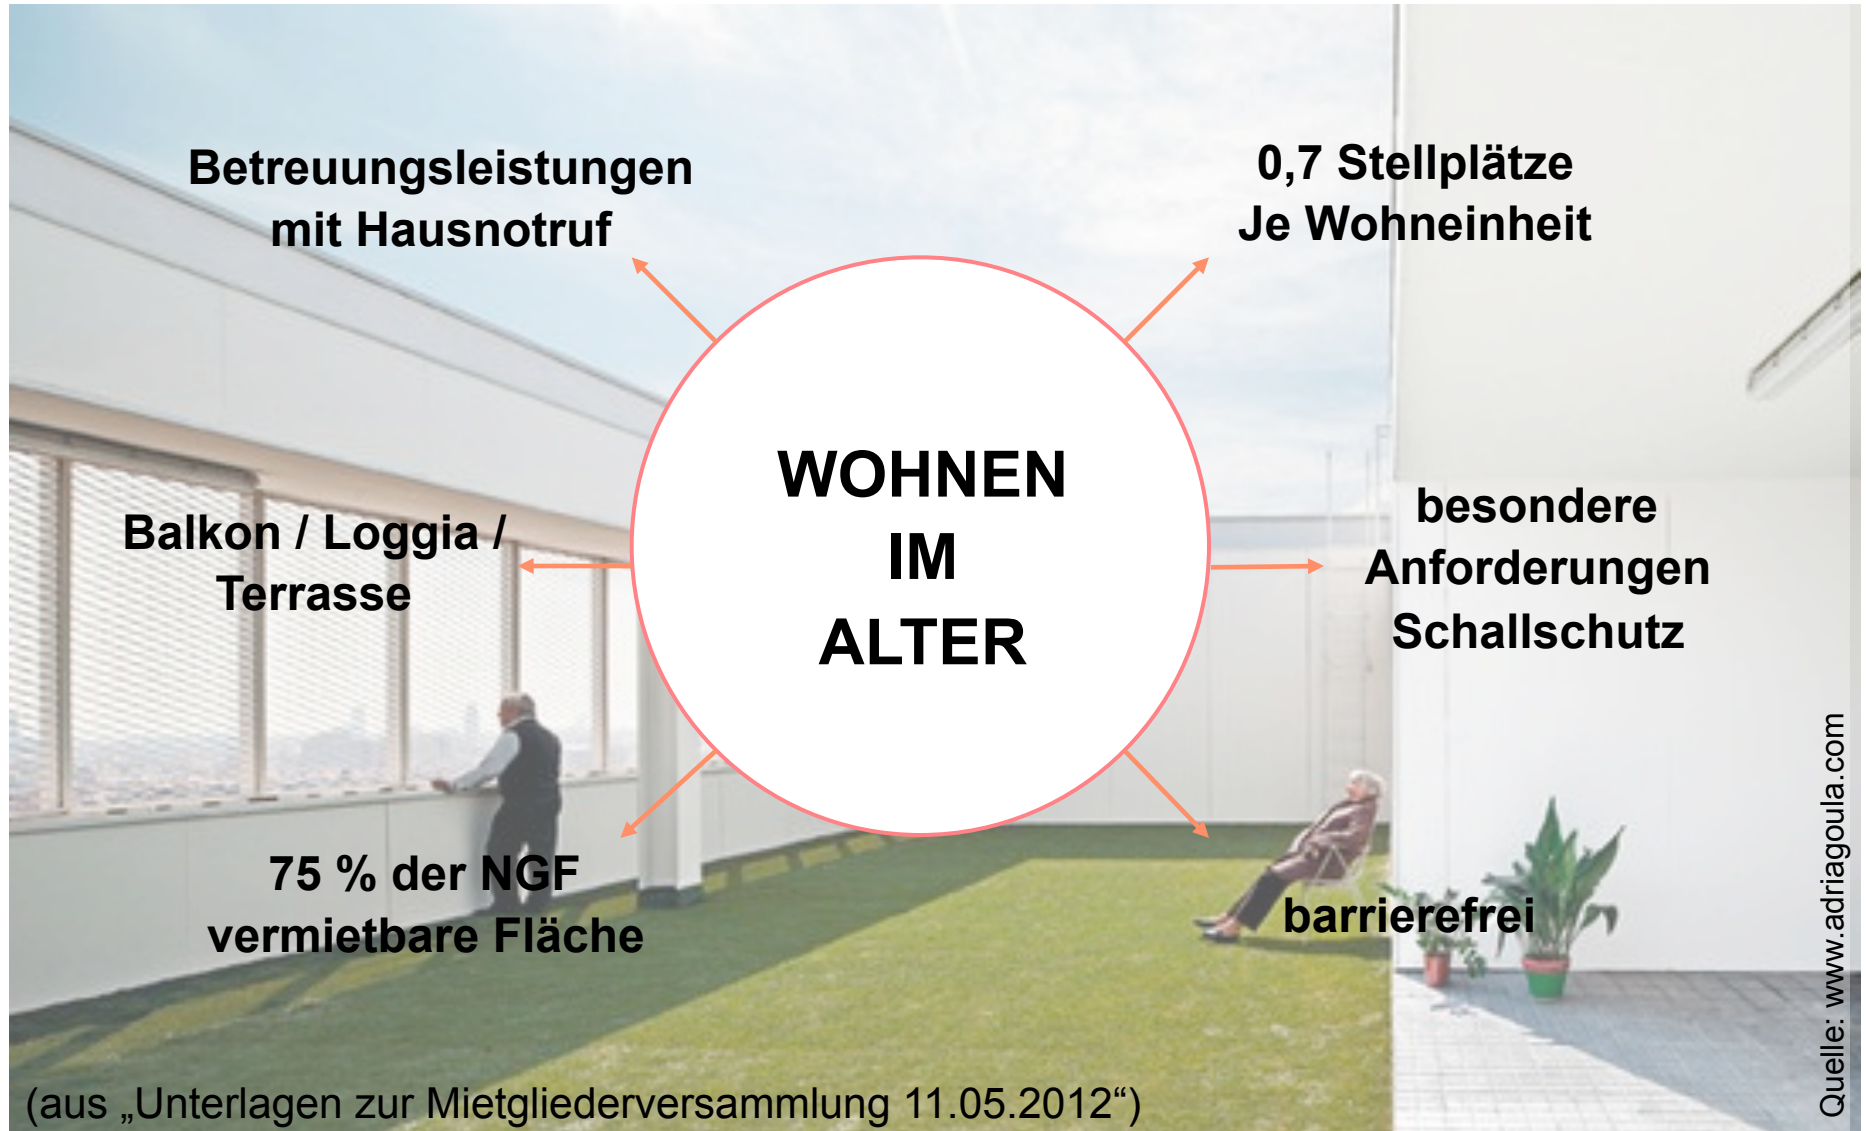 Betreuungsleistungen
mit Hausnotruf
0,7 Stellplätze
Je Wohneinheit
WOHNEN
IM
ALTER
Balkon / Loggia /
Terrasse
besondere
Anforderungen
Schallschutz
75 % der NGF
vermietbare Fläche
barrierefrei
(aus „Unterlagen zur Mietgliederversammlung 11.05.2012“)
Quelle: www.adriagoula.com